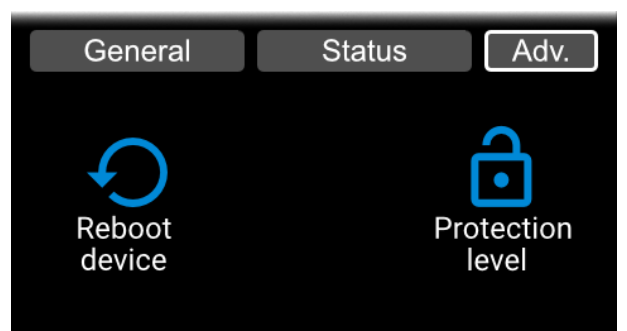 General
Status
Adv.
Reboot
device
Protection
level